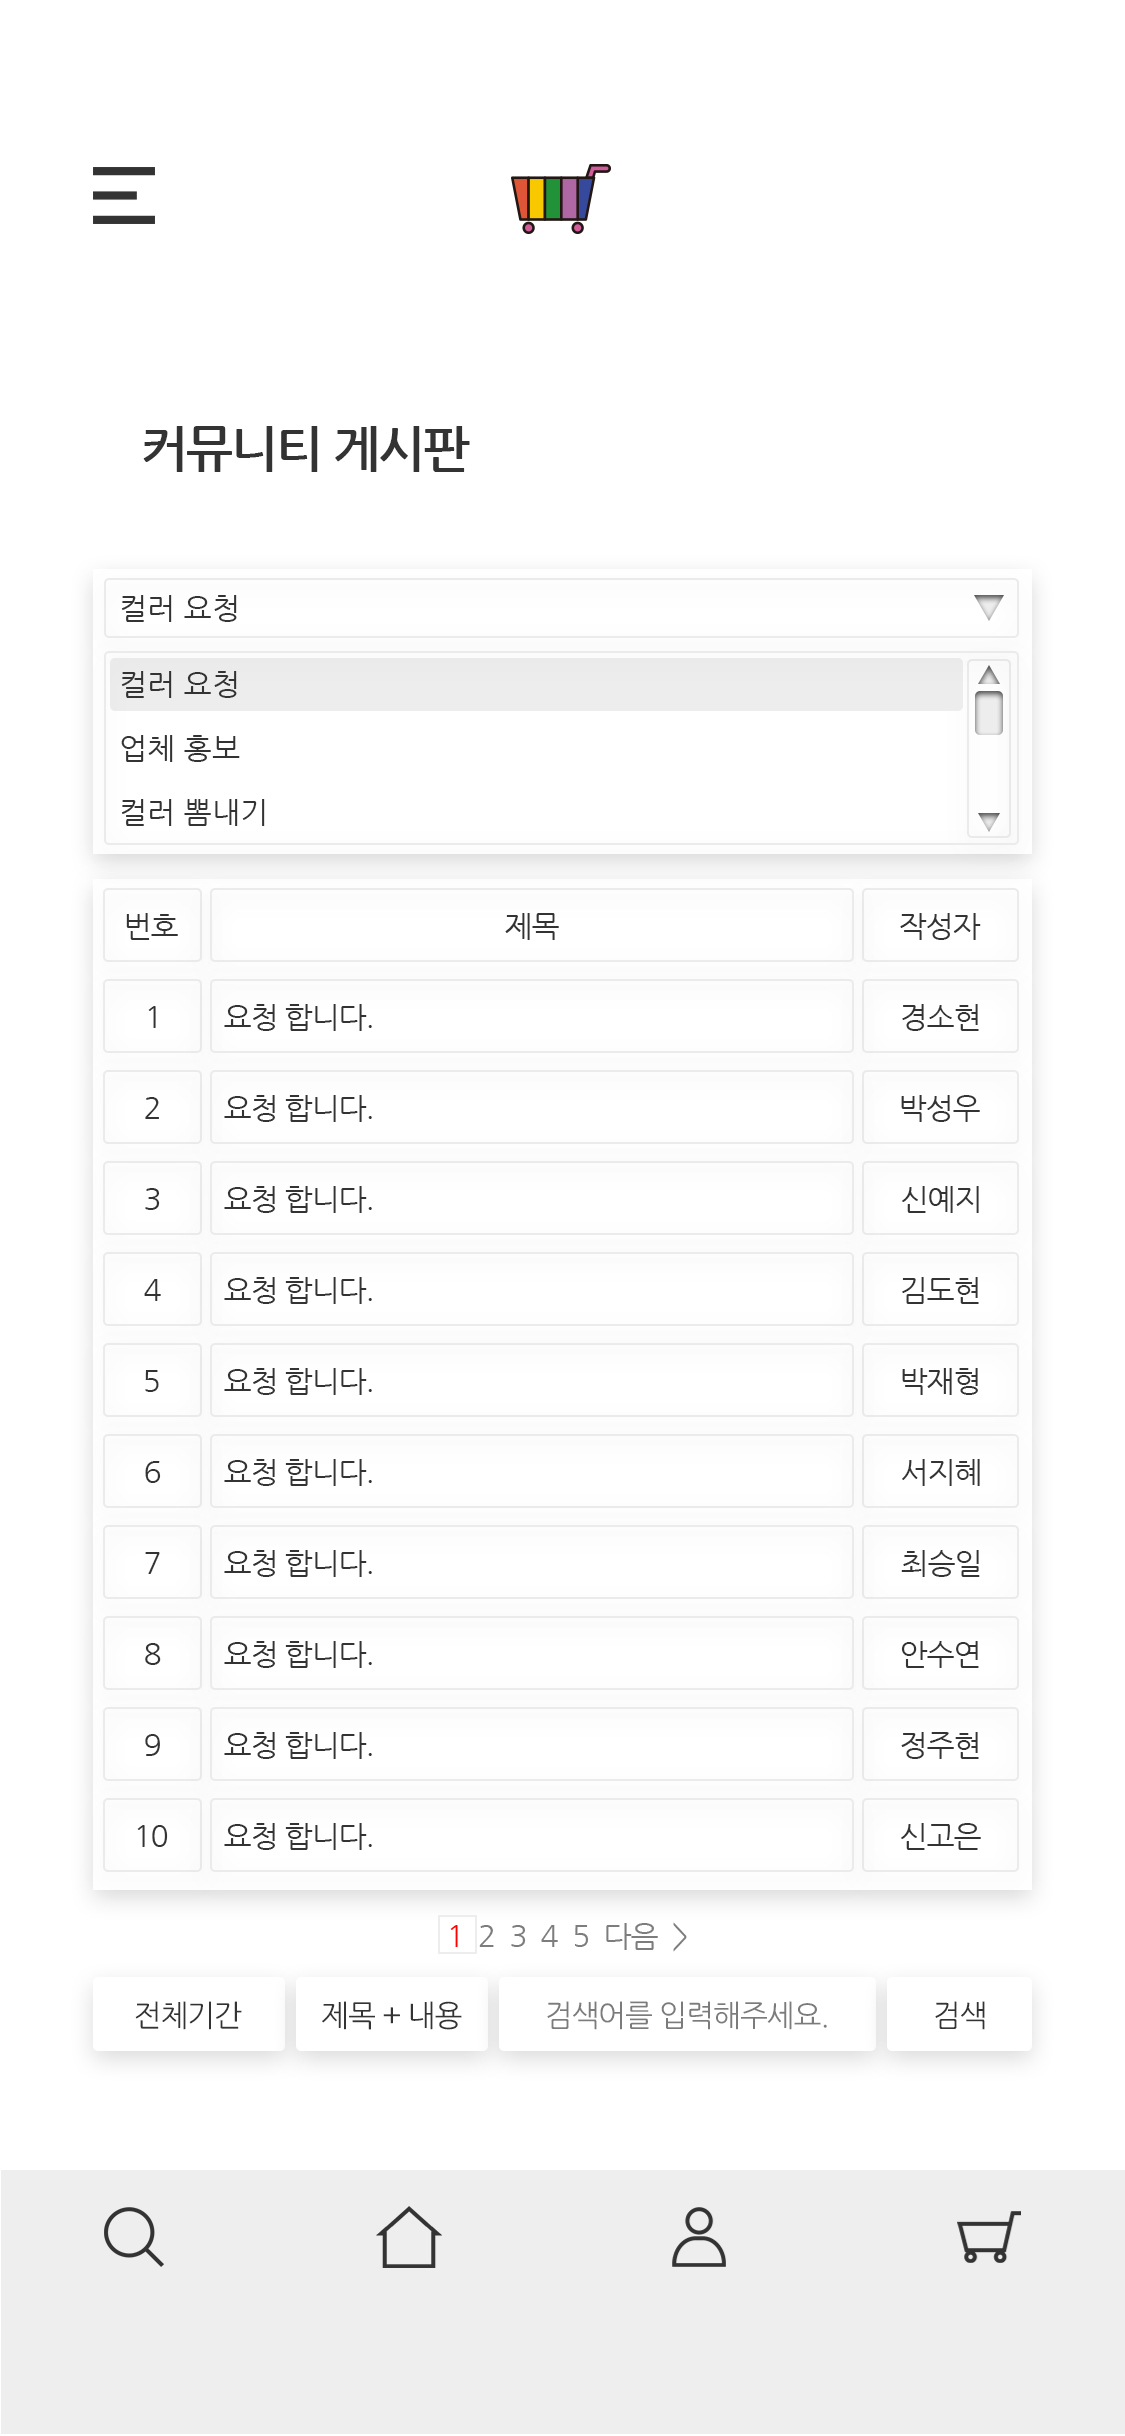 커뮤니티 게시판
컬러 요청
컬러 요청
업체 홍보
컬러 뽐내기
번호 제목 작성자
1 요청 합니다. 경소현
2 요청 합니다. 박성우
3 요청 합니다. 신예지
4 요청 합니다. 김도현
5 요청 합니다. 박재형
6 요청 합니다. 서지혜
7 요청 합니다. 최승일
8 요청 합니다. 안수연
9 요청 합니다. 정주현
10 요청 합니다. 신고은
1 2 3 4 5 다음 >
전체기간 제목 + 내용 검색어를 입력해주세요. 검색